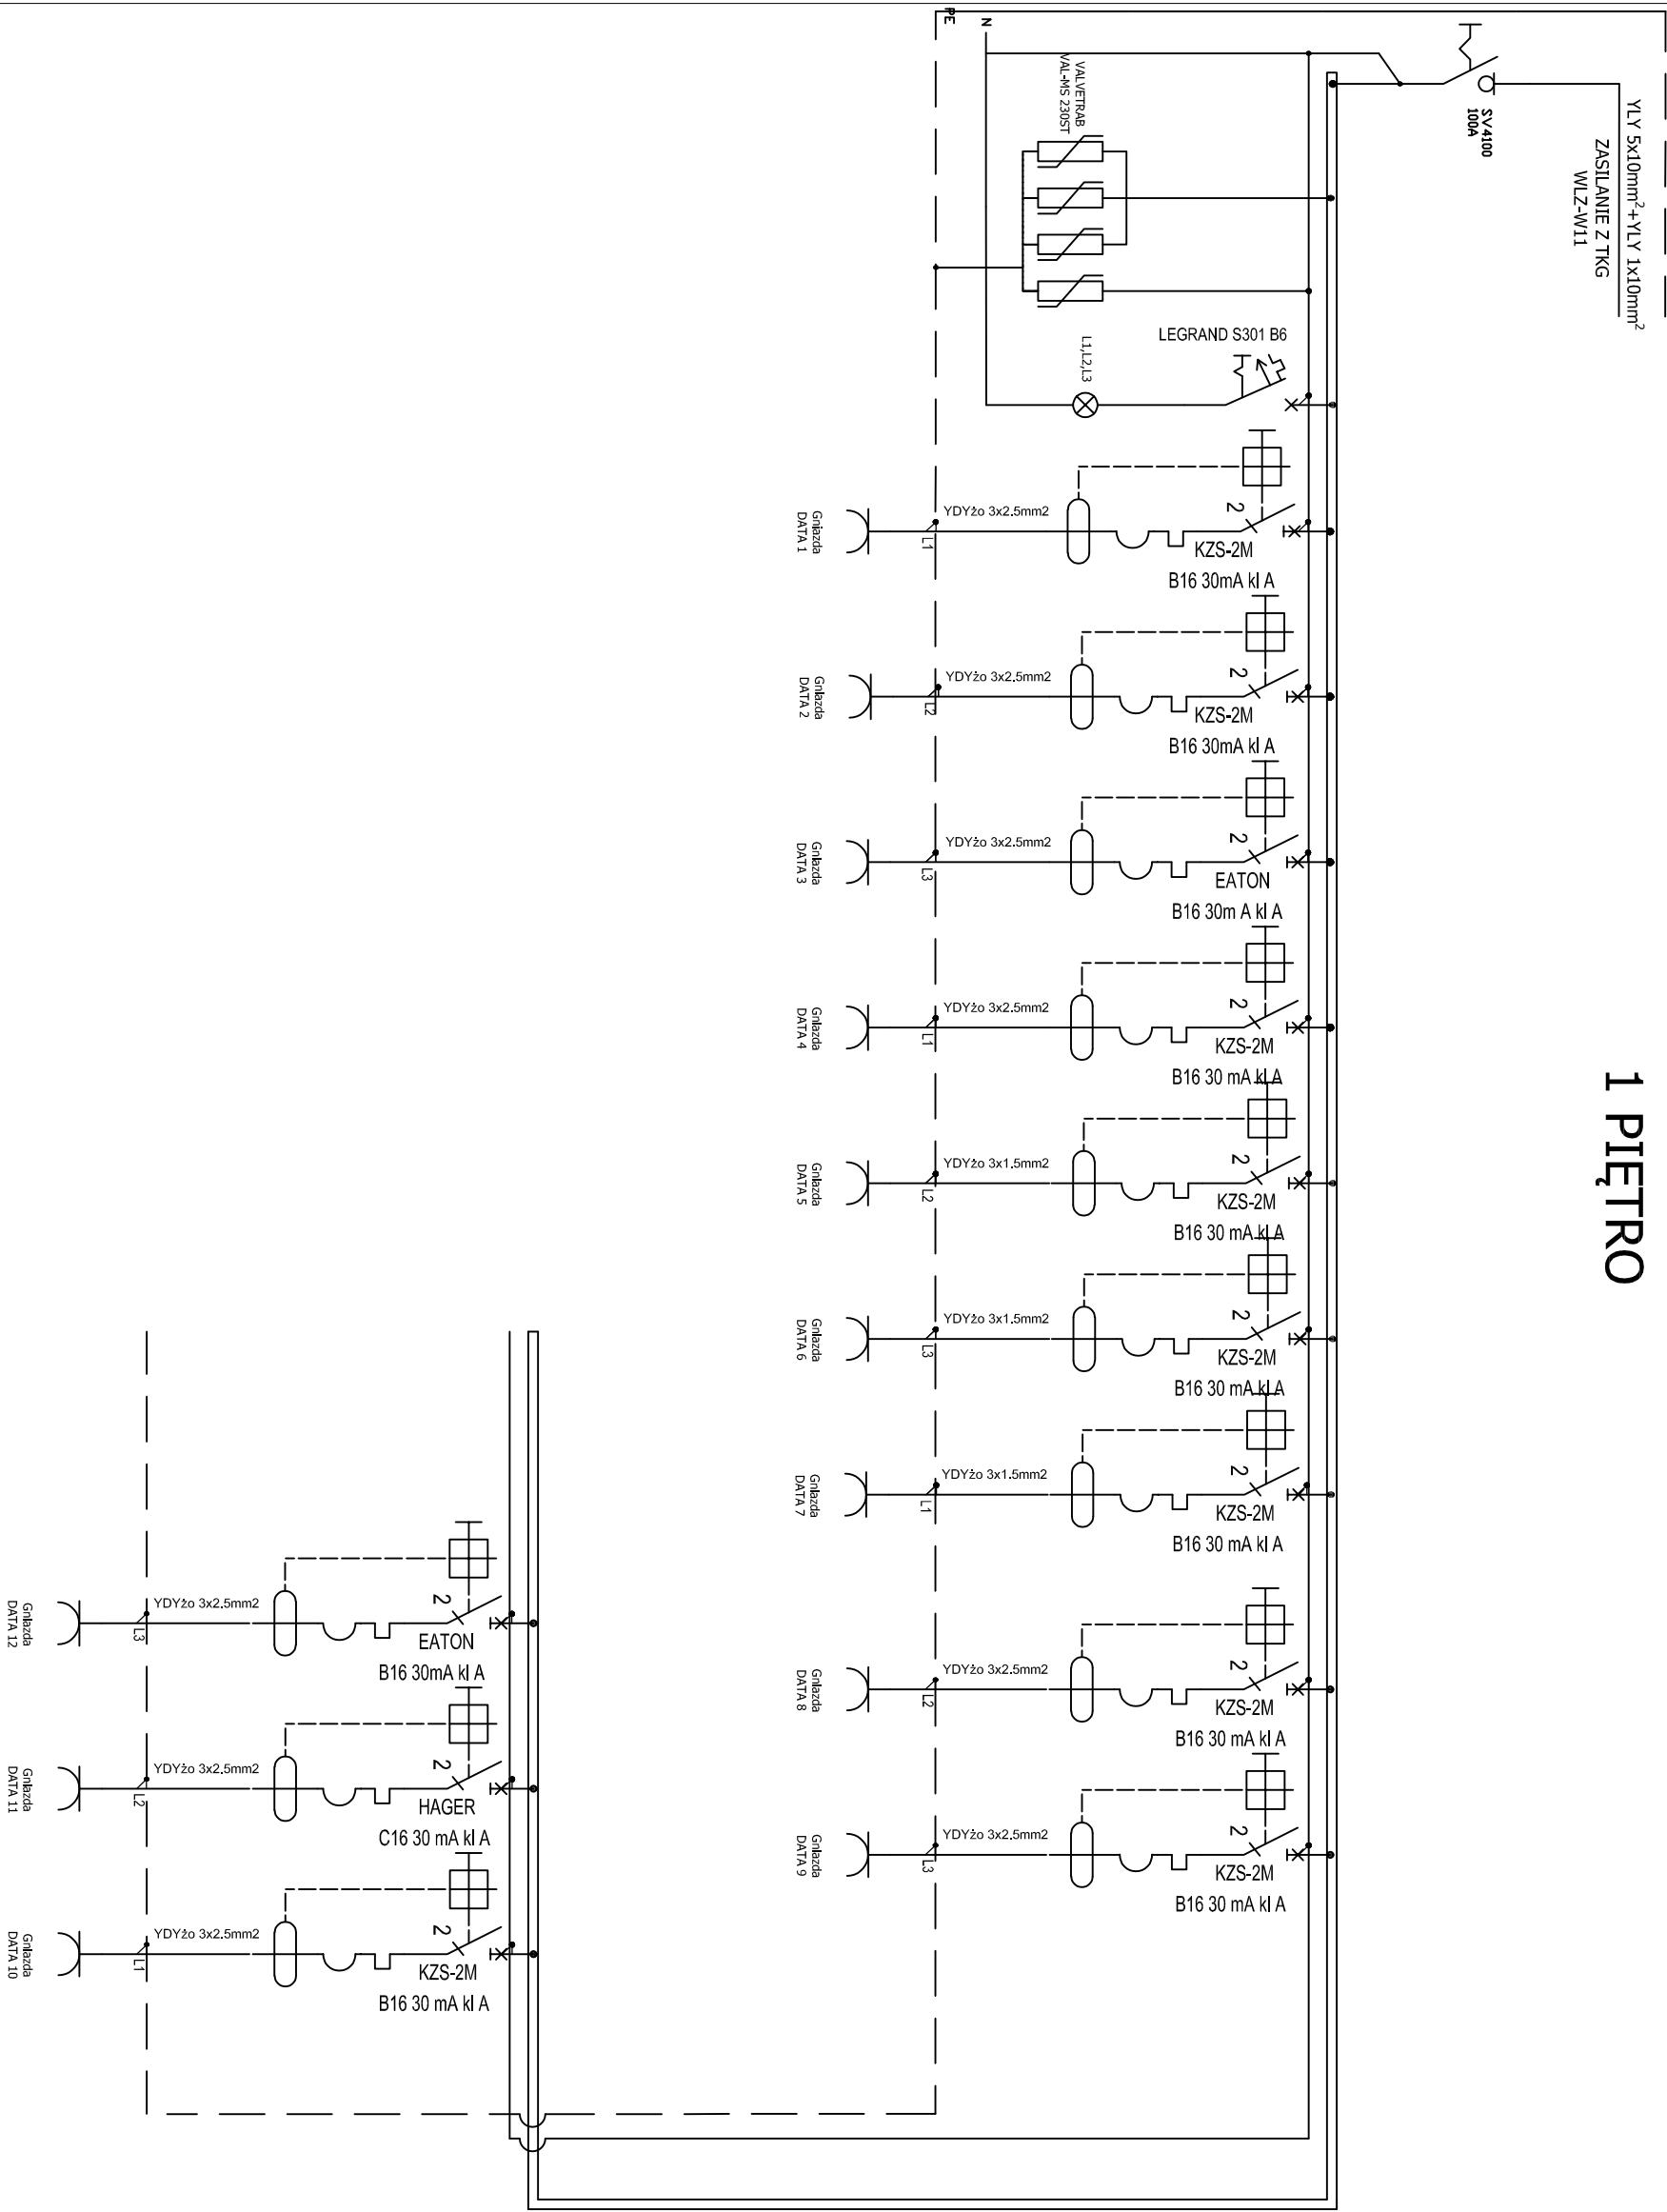 1 PIĘTRO
YLY 5x10mm²+YLY 1x10mm²
ZASILANIE Z TKG
WLZ-W11
SV4100
100A
PE
N
VALVETRAB
VAL-MS 230ST
LEGRAND S301 B6
L1,L2,L3
2
KZS-2M
B16 30mA kl A
YDYżo 3x2.5mm2
L1
Gniazda
DATA 1
2
KZS-2M
B16 30mA kl A
YDYżo 3x2.5mm2
L2
Gniazda
DATA 2
2
EATON
B16 30m A kl A
YDYżo 3x2.5mm2
L3
Gniazda
DATA 3
2
KZS-2M
B16 30 mA kl A
YDYżo 3x2.5mm2
L1
Gniazda
DATA 4
2
KZS-2M
B16 30 mA kl A
YDYżo 3x1.5mm2
L2
Gniazda
DATA 5
2
KZS-2M
B16 30 mA kl A
YDYżo 3x1.5mm2
L3
Gniazda
DATA 6
2
KZS-2M
B16 30 mA kl A
YDYżo 3x1.5mm2
L1
Gniazda
DATA 7
2
KZS-2M
B16 30 mA kl A
YDYżo 3x2.5mm2
L2
Gniazda
DATA 8
2
KZS-2M
B16 30 mA kl A
YDYżo 3x2.5mm2
L3
Gniazda
DATA 9
2
EATON
B16 30mA kl A
YDYżo 3x2.5mm2
L3
Gniazda
DATA 12
2
HAGER
C16 30 mA kl A
YDYżo 3x2.5mm2
L2
Gniazda
DATA 11
2
KZS-2M
B16 30 mA kl A
YDYżo 3x2.5mm2
L1
Gniazda
DATA 10